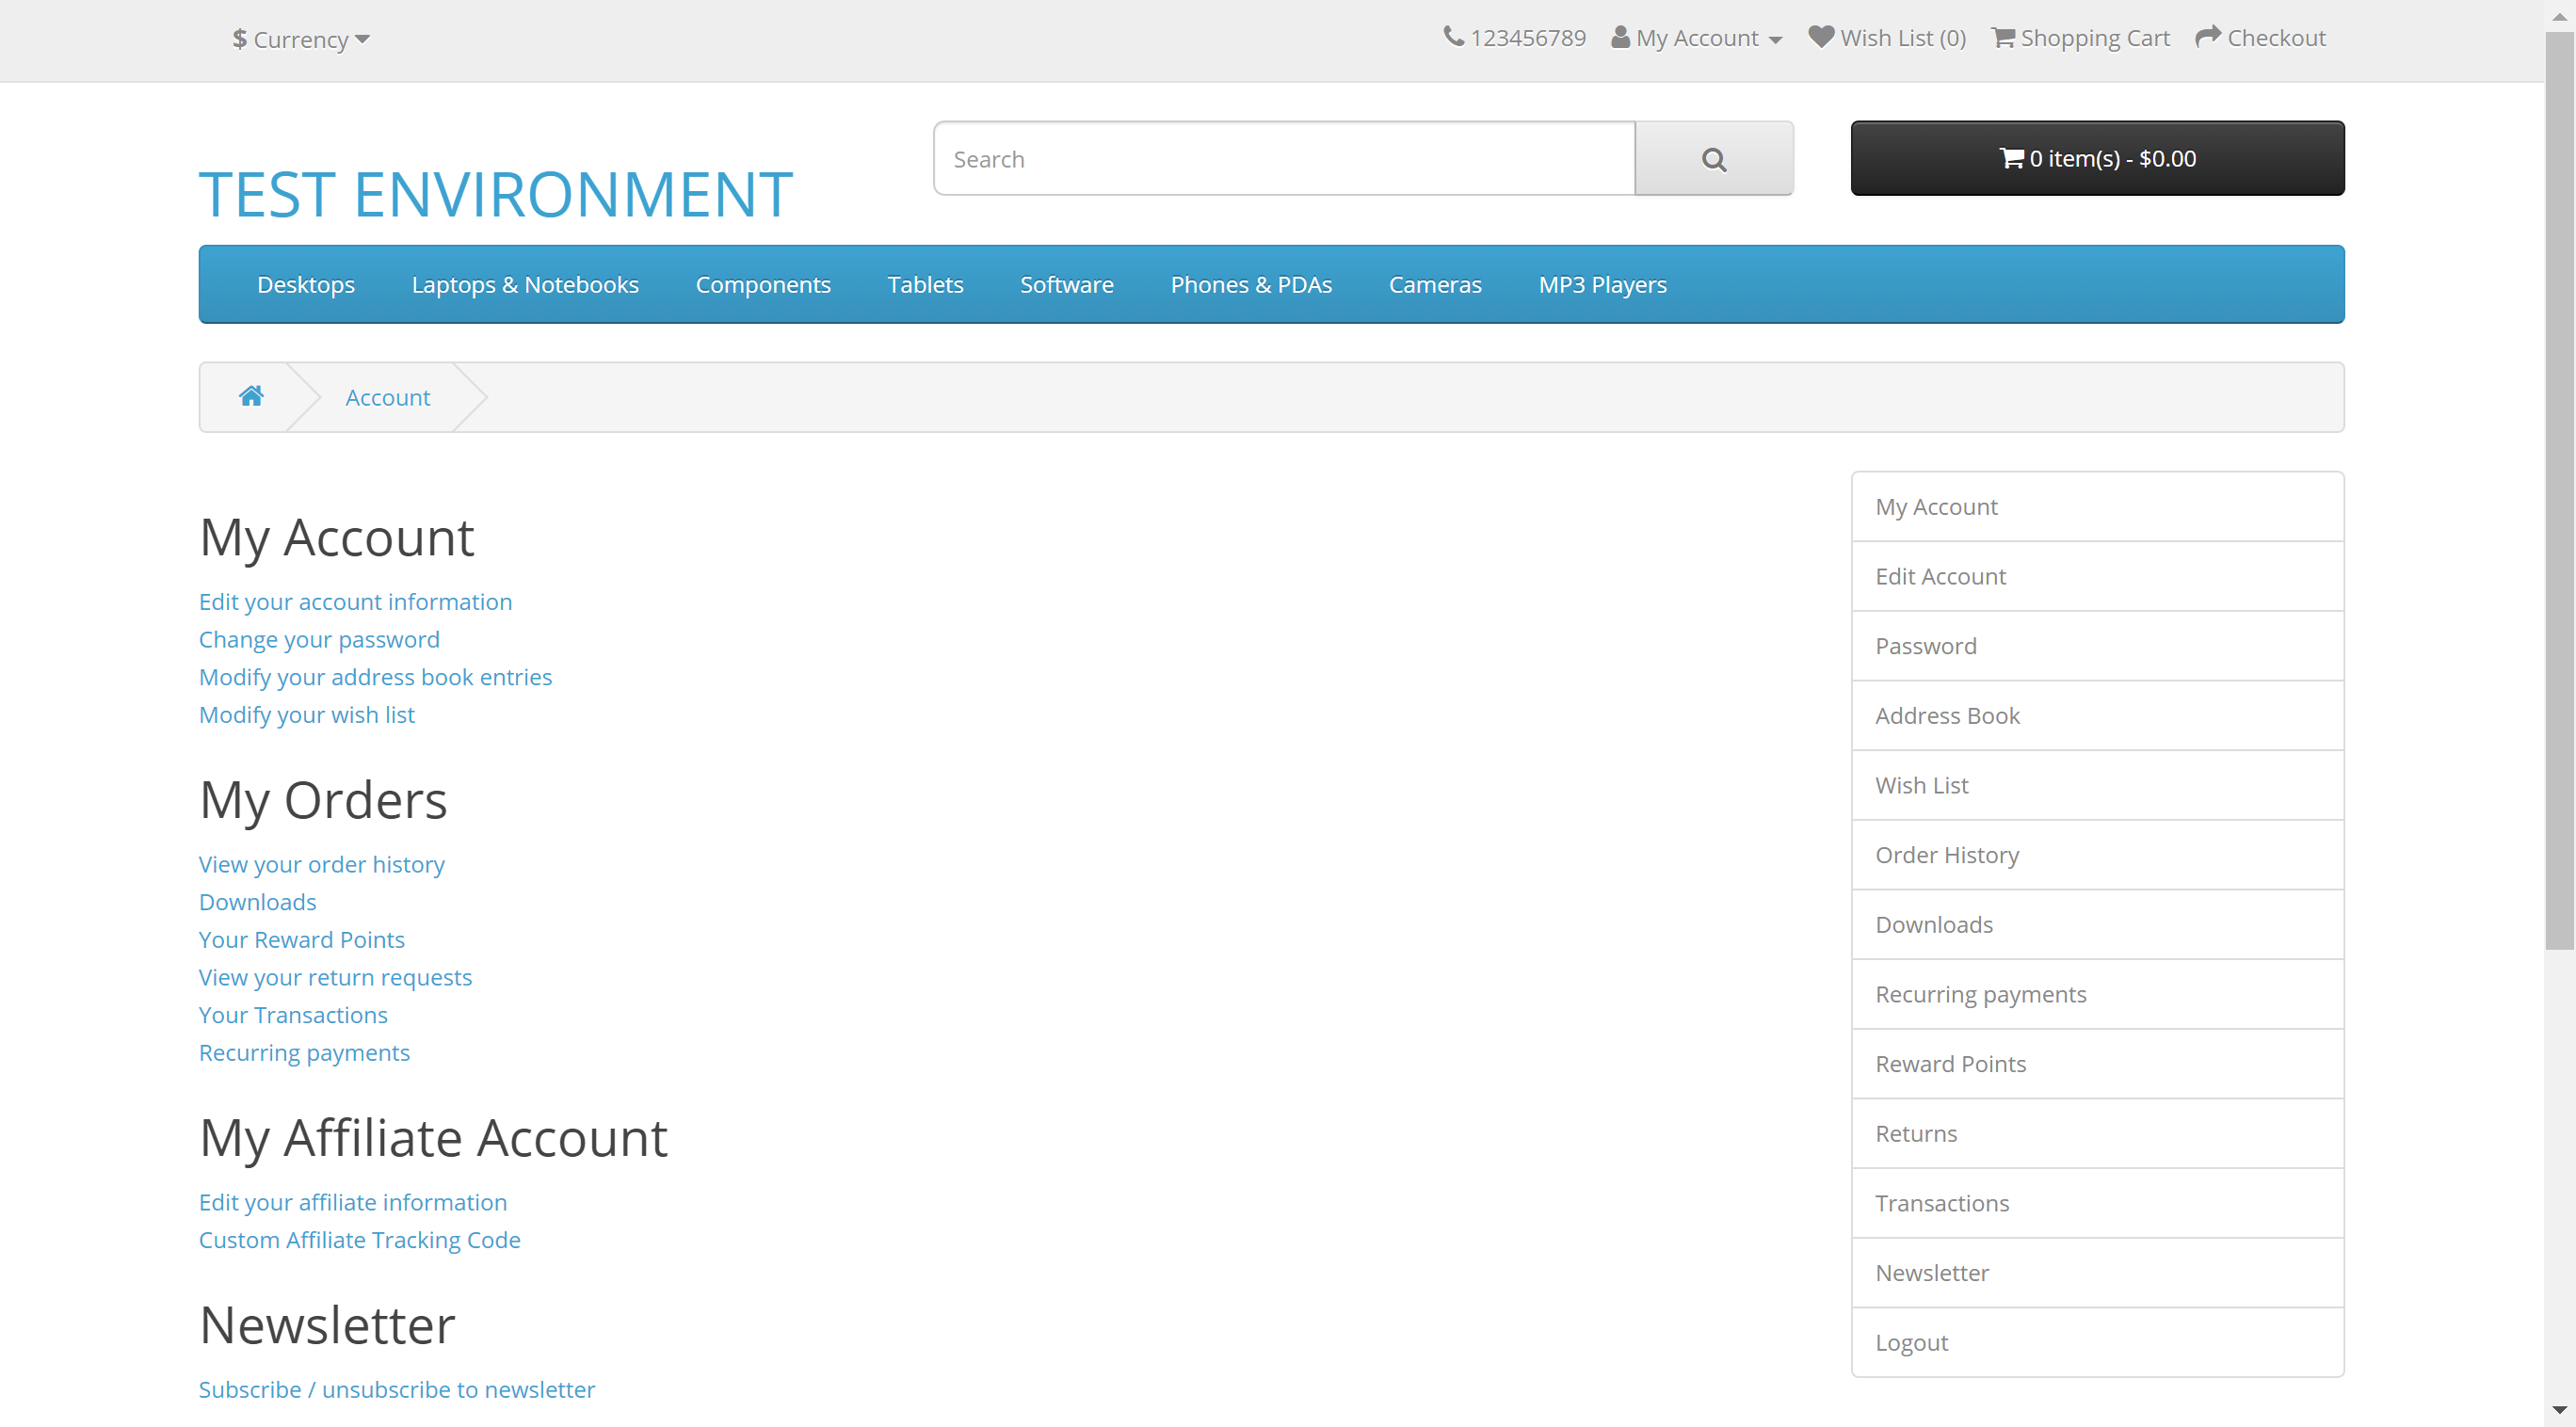 $ Currency
123456789 My Account Wish List (0) Shopping Cart Checkout
TEST ENVIRONMENT
Search
0 item(s) - $0.00
Desktops Laptops & Notebooks Components Tablets Software Phones & PDAs Cameras MP3 Players
Account
My Account
Edit your account information
Change your password
Modify your address book entries
Modify your wish list
My Orders
View your order history
Downloads
Your Reward Points
View your return requests
Your Transactions
Recurring payments
My Affiliate Account
Edit your affiliate information
Custom Affiliate Tracking Code
Newsletter
Subscribe / unsubscribe to newsletter
My Account
Edit Account
Password
Address Book
Wish List
Order History
Downloads
Recurring payments
Reward Points
Returns
Transactions
Newsletter
Logout